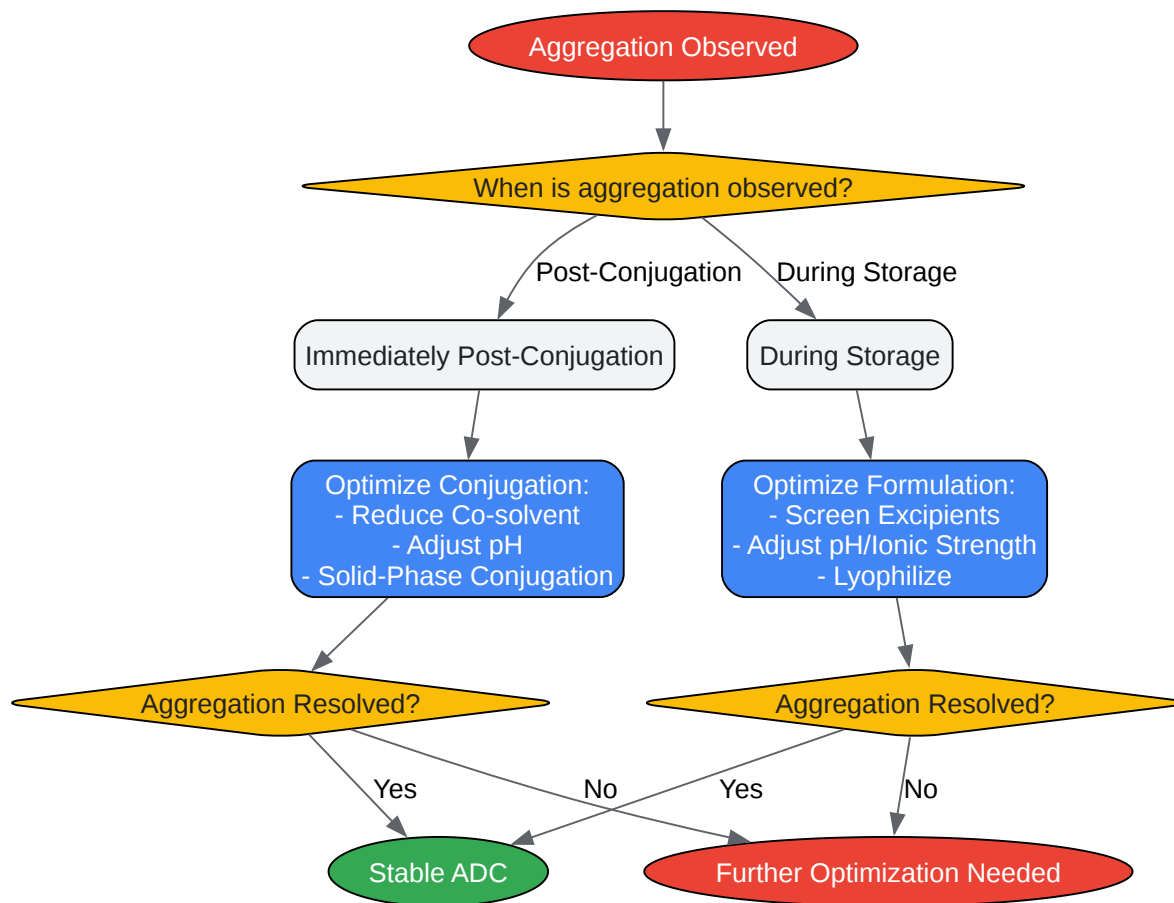 Aggregation Observed
When is aggregation observed?
Post-Conjugation
During Storage
Immediately Post-Conjugation
During Storage
Optimize Conjugation:
- Reduce Co-solvent
- Adjust pH
- Solid-Phase Conjugation
Optimize Formulation:
- Screen Excipients
- Adjust pH/Ionic Strength
- Lyophilize
Aggregation Resolved?
Aggregation Resolved?
Yes
No
Yes
No
Stable ADC
Further Optimization Needed